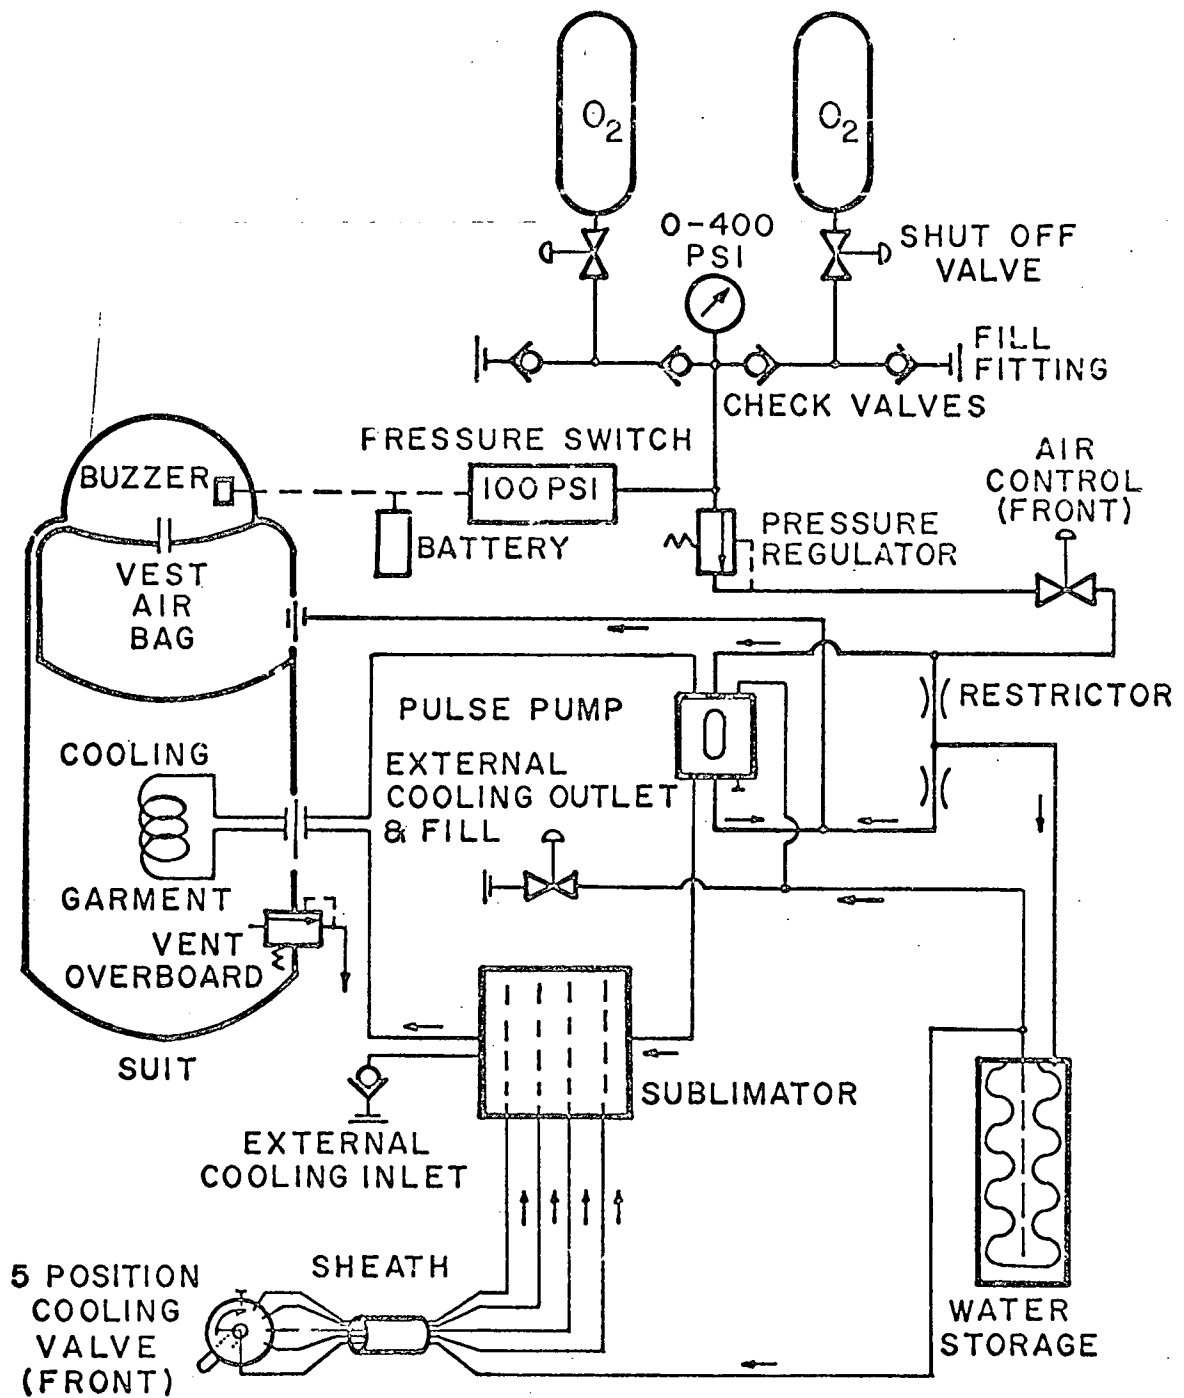 O2
O2
0-400
PSI
SHUT OFF
VALVE
FILL
FITTING
CHECK VALVES
PRESSURE SWITCH
100 PSI
BUZZER
BATTERY
AIR
CONTROL
(FRONT)
PRESSURE
REGULATOR
VEST
AIR
BAG
RESTRICTOR
PULSE PUMP
COOLING
GARMENT
EXTERNAL
COOLING OUTLET
& FILL
VENT
OVERBOARD
SUIT
SUBLIMATOR
EXTERNAL
COOLING INLET
SHEATH
5 POSITION
COOLING
VALVE
(FRONT)
WATER
STORAGE